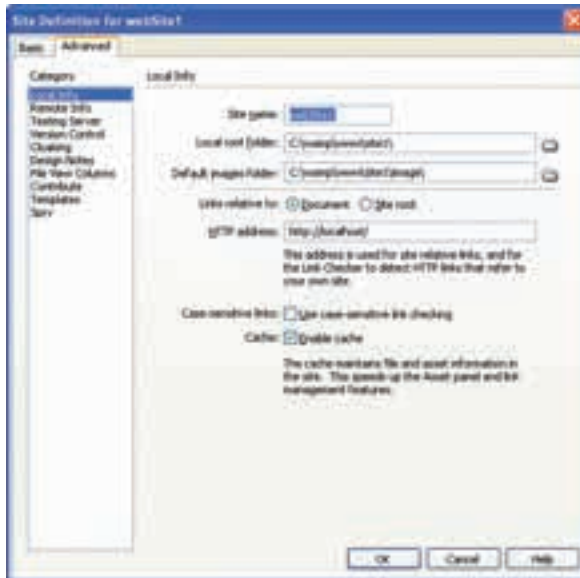 Site Definition for webSite1
Basic Advanced
Category
Local Info
Local Info
Remote Info
Testing Server
Version Control
Cloaking
Design Notes
File View Columns
Contribute
Templates
Spry
Site name:
Local root folder:
Default images folder:
Links relative to: Document Site root
HTTP address: http://localhost/
This address is used for site relative links, and for
the Link Checker to detect HTTP links that refer to
your own site.
Case-sensitive links: Use case-sensitive link checking
Cache: Enable cache
The cache maintains file and asset information in
the site. This speeds up the Asset panel and link
management features.
OK Cancel Help